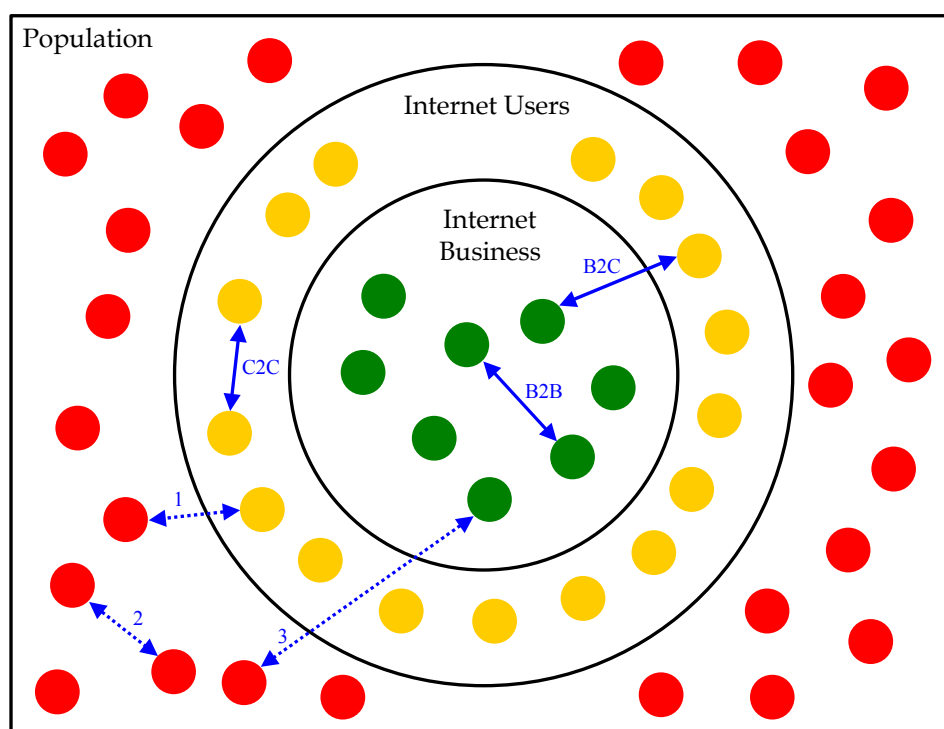 Population
Internet Users
Internet
Business
B2C
C2C
B2B
1
2
3